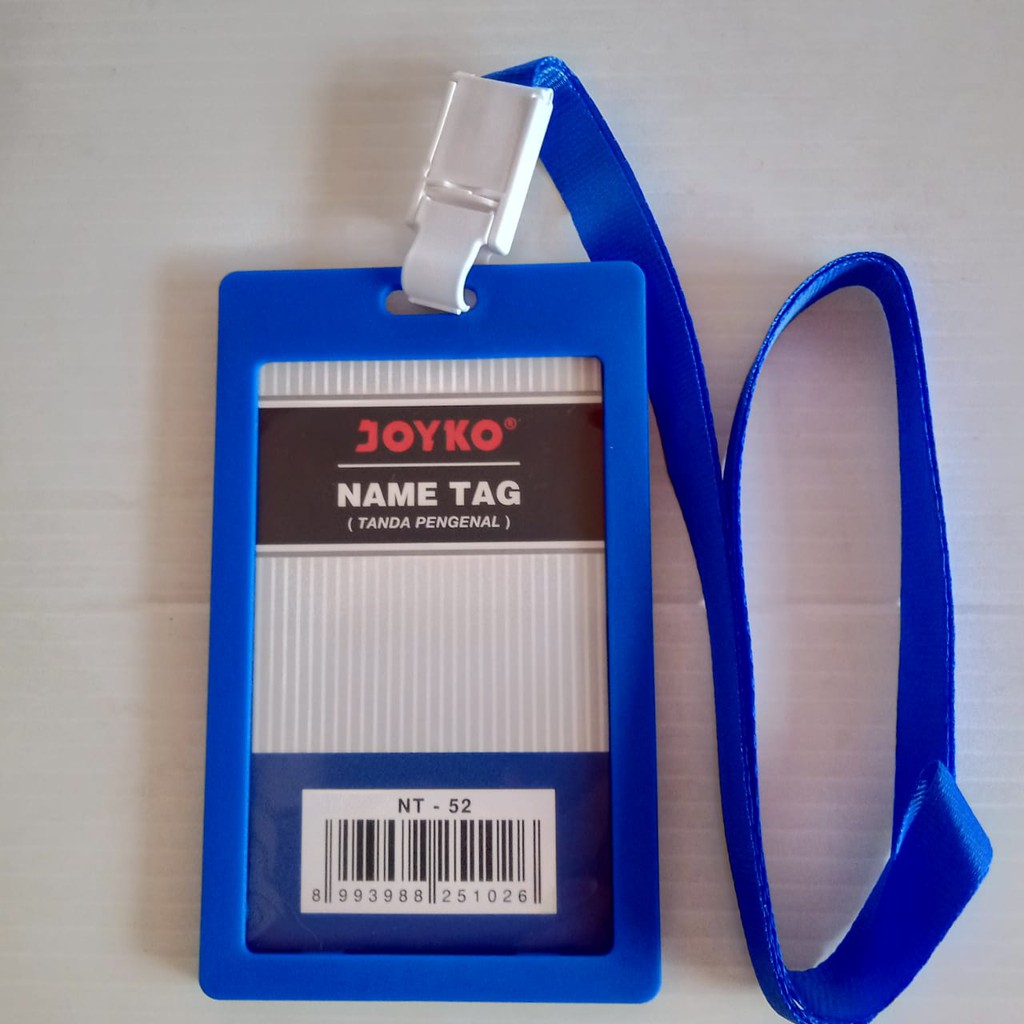 JOYKO®
NAME TAG
( TANDA PENGENAL )
NT - 52
8 993988 251026